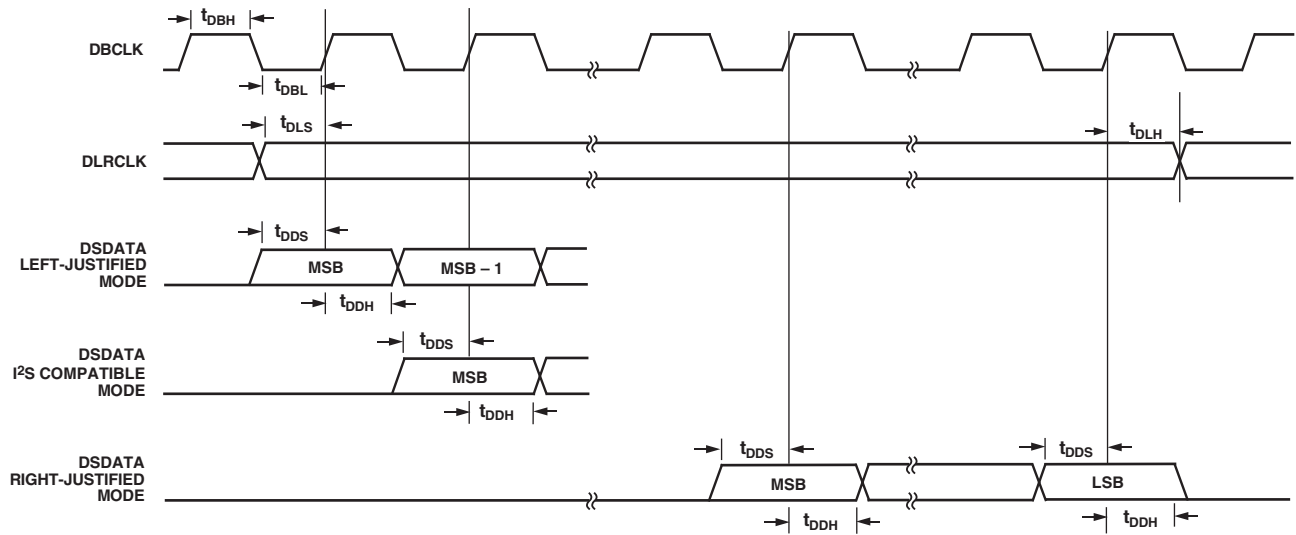 tDBH
DBCLK
tDBL
tDLS
tDLH
DLRCLK
tDDS
DSDATA
LEFT-JUSTIFIED
MODE
MSB
MSB – 1
tDDH
DSDATA
I²S COMPATIBLE
MODE
tDDS
MSB
tDDH
DSDATA
RIGHT-JUSTIFIED
MODE
tDDS
tDDS
MSB
LSB
tDDH
tDDH